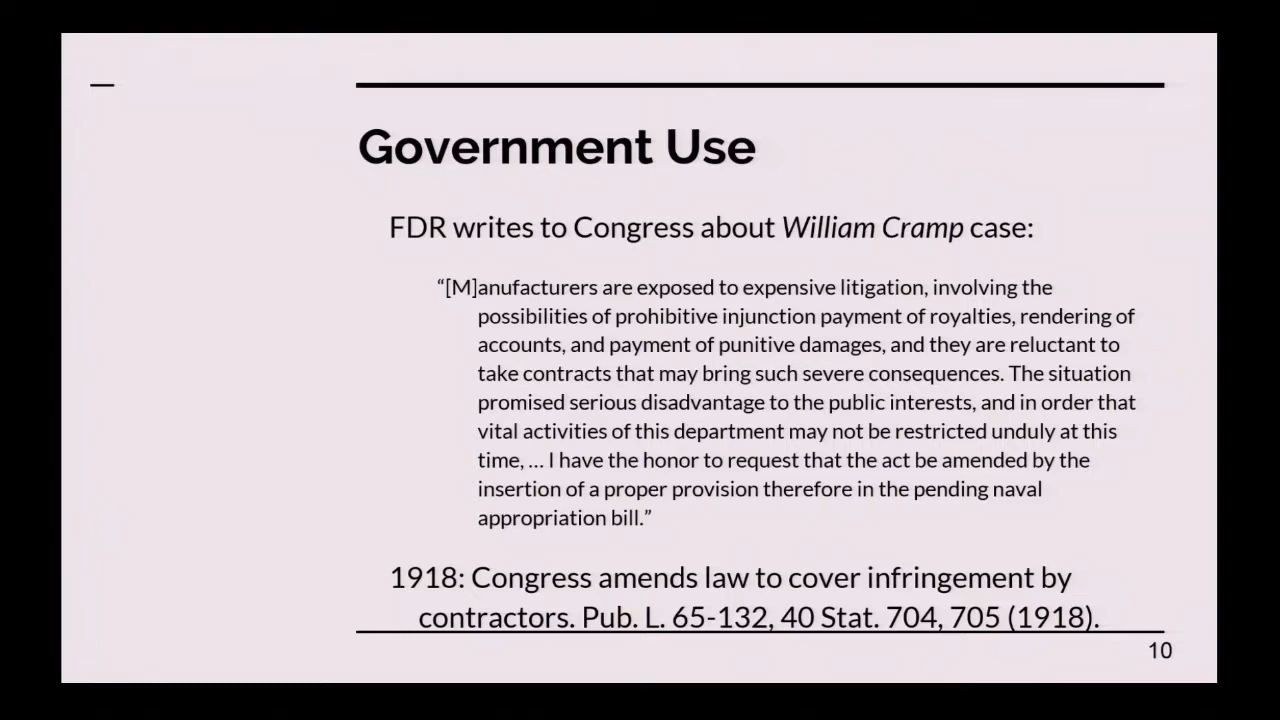 Government Use
FDR writes to Congress about William Cramp case:
“[M]anufacturers are exposed to expensive litigation, involving the
possibilities of prohibitive injunction payment of royalties, rendering of
accounts, and payment of punitive damages, and they are reluctant to
take contracts that may bring such severe consequences. The situation
promised serious disadvantage to the public interests, and in order that
vital activities of this department may not be restricted unduly at this
time, ... I have the honor to request that the act be amended by the
insertion of a proper provision therefore in the pending naval
appropriation bill.”
1918: Congress amends law to cover infringement by
contractors. Pub. L. 65-132, 40 Stat. 704, 705 (1918).
10